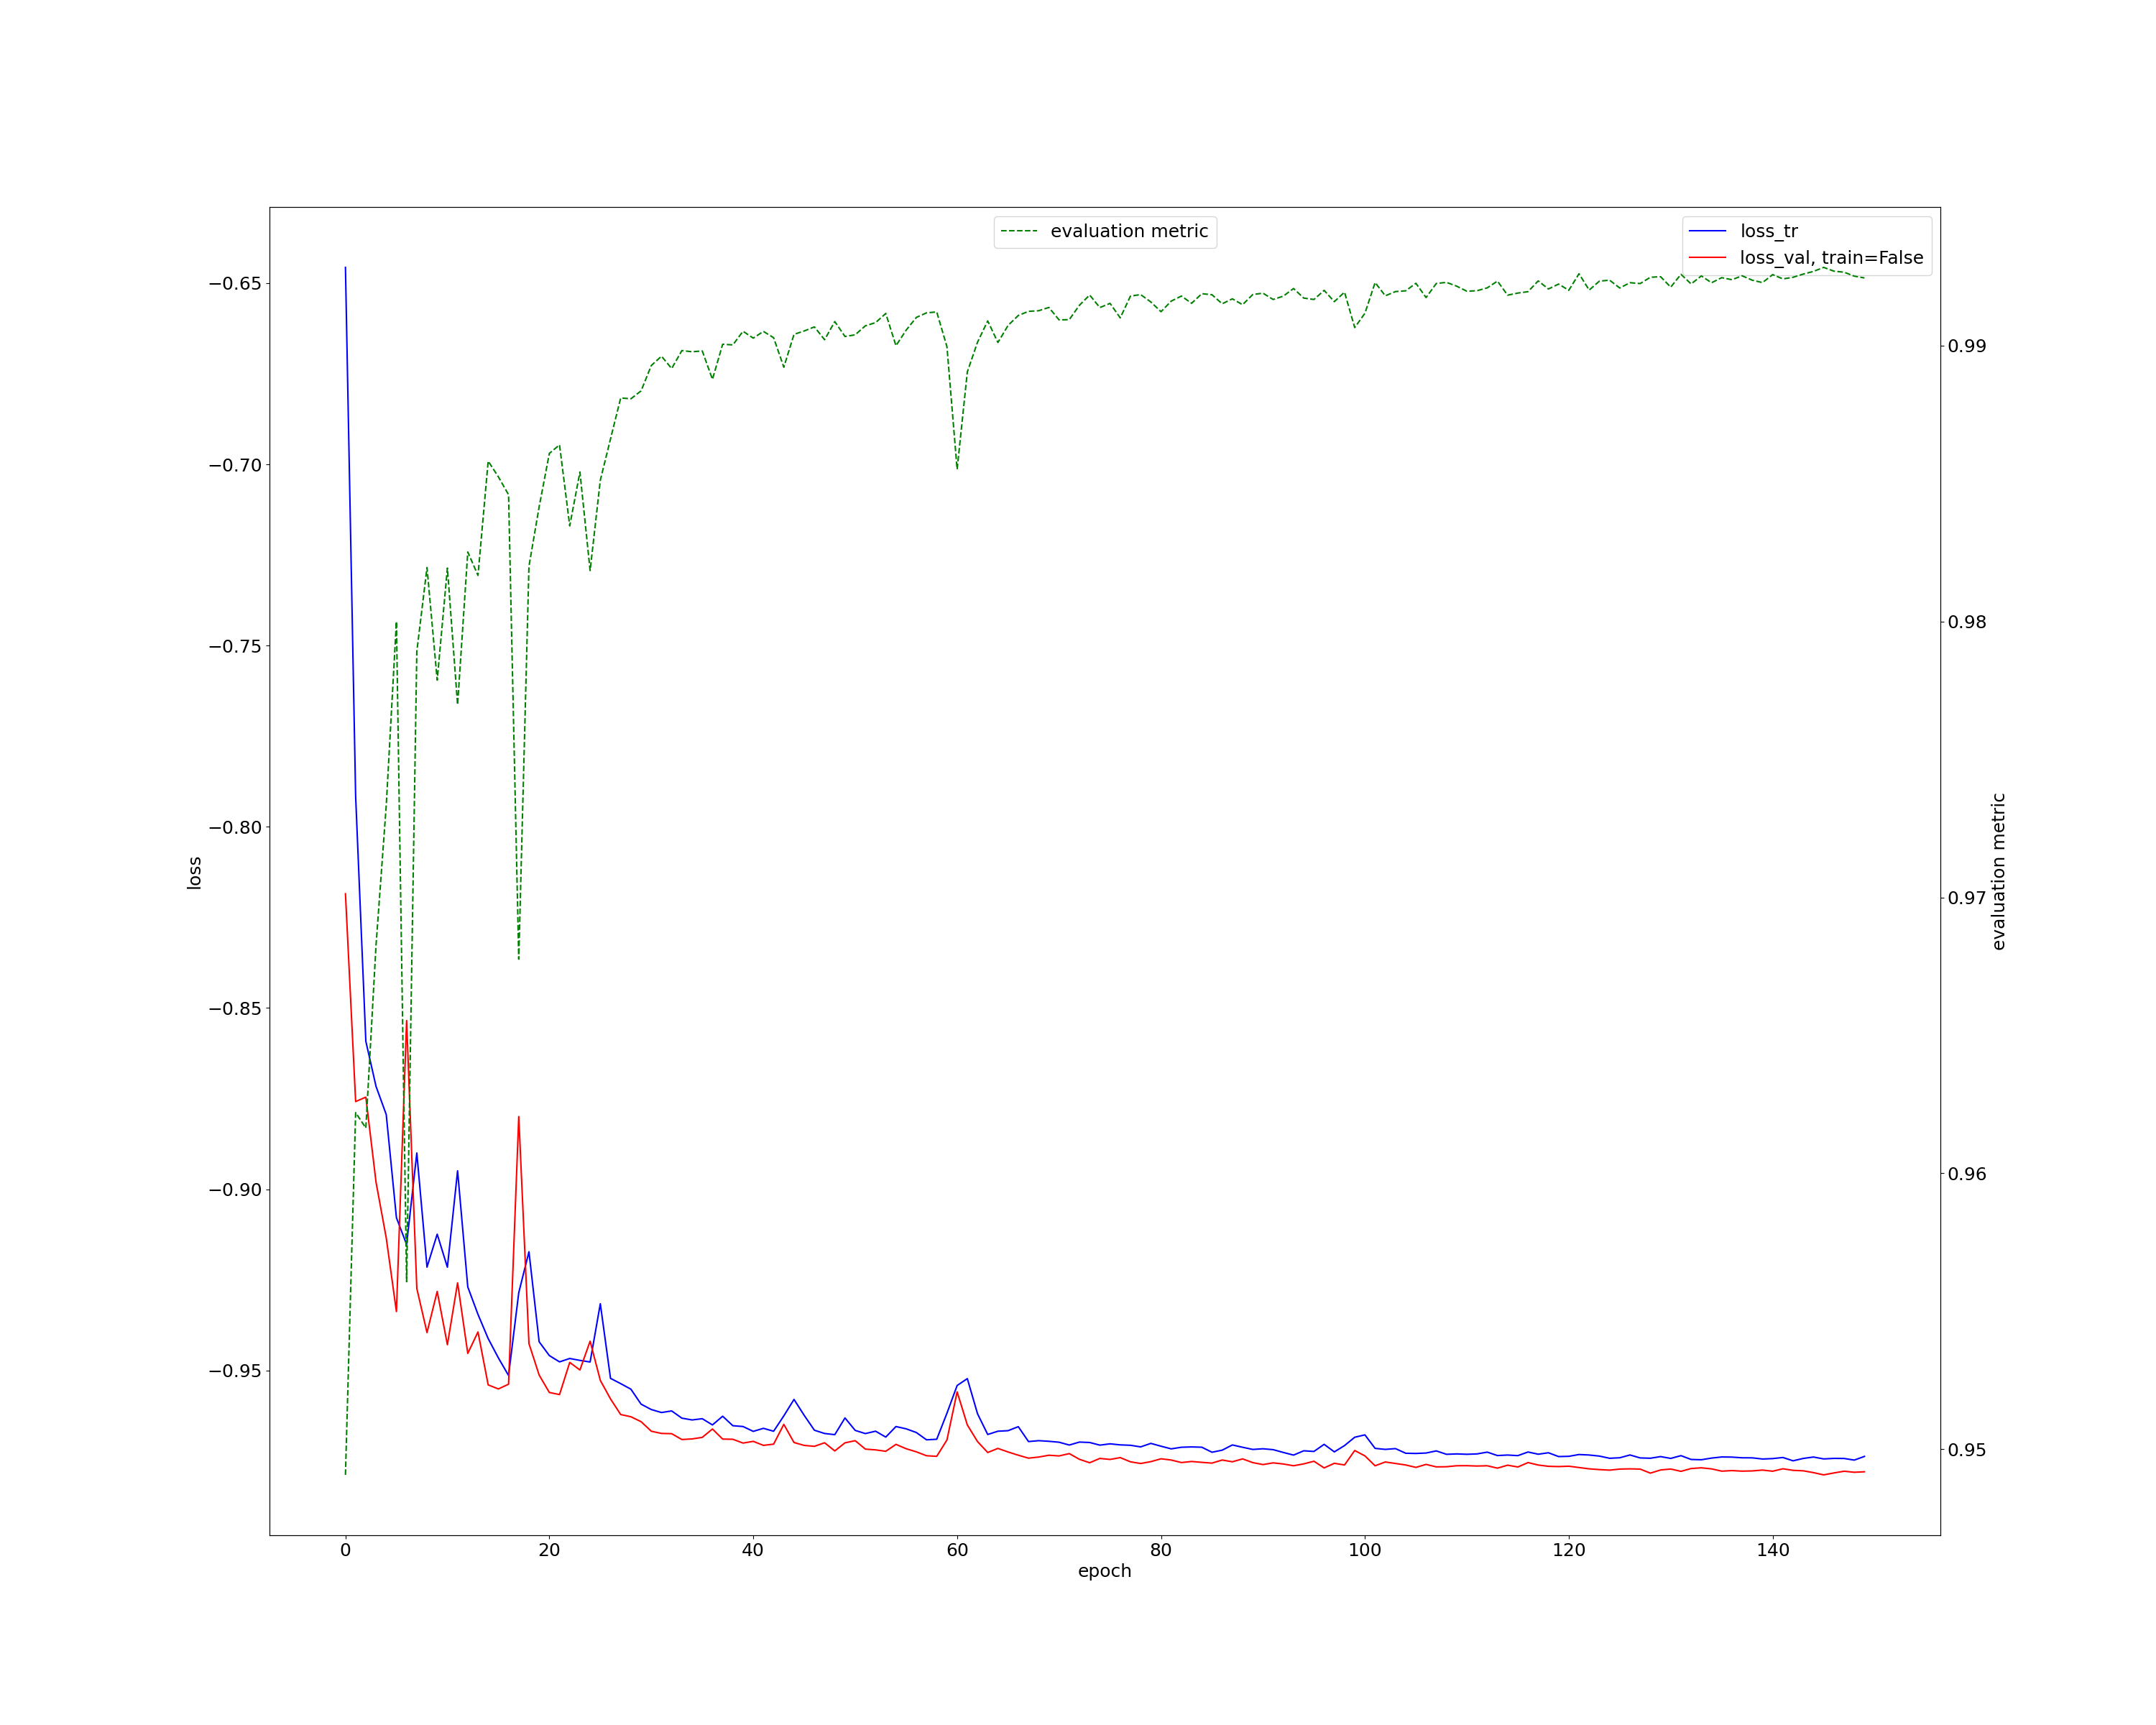 evaluation metric
loss_tr
loss_val, train=False
−0.65
−0.70
−0.75
−0.80
−0.85
−0.90
−0.95
loss
0.99
0.98
0.97
0.96
0.95
evaluation metric
0 20 40 60 80 100 120 140
epoch